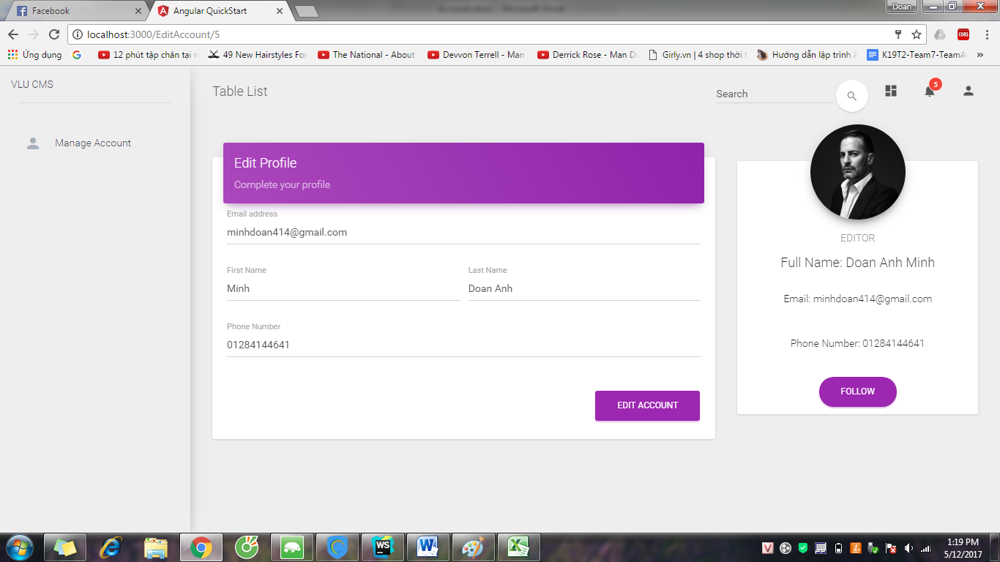 Facebook
Angular QuickStart
Doan
localhost:3000/EditAccount/5
CORS
Ứng dụng
12 phút tập chân tại n
49 New Hairstyles For
The National - About
Devvon Terrell - Man
Derrick Rose - Man D
Girly.vn | 4 shop thời t
Hướng dẫn lập trình A
K19T2-Team7-TeamA
VLU CMS
Manage Account
Table List
Search
5
Edit Profile
Complete your profile
Email address
minhdoan414@gmail.com
First Name
Last Name
Minh
Doan Anh
Phone Number
01284144641
EDIT ACCOUNT
EDITOR
Full Name: Doan Anh Minh
Email: minhdoan414@gmail.com
Phone Number: 01284144641
FOLLOW
WS
1:19 PM
5/12/2017